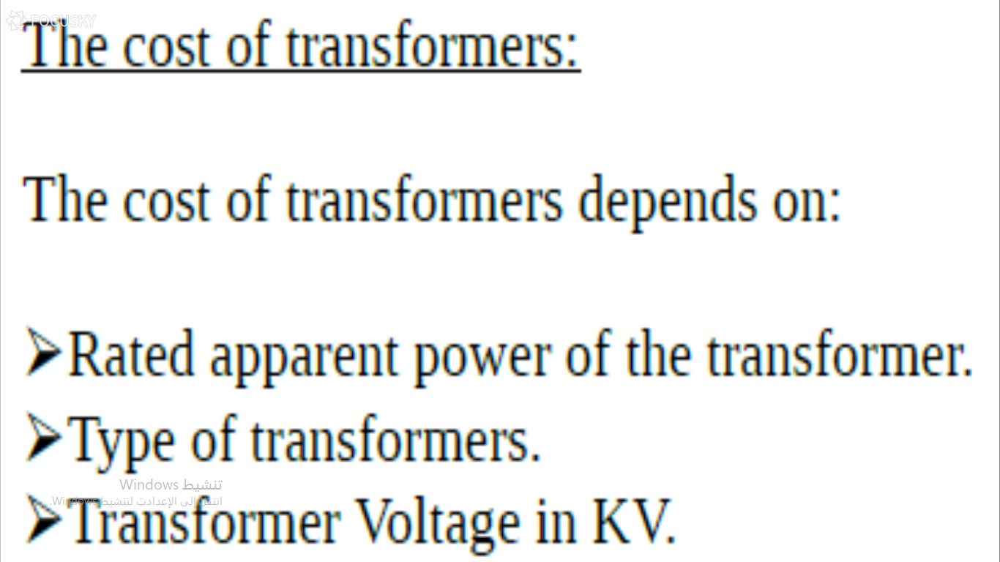 FOCUSKY
The cost of transformers:
The cost of transformers depends on:
➢Rated apparent power of the transformer.
➢Type of transformers.
تنشيط Windows
انتقل إلى الإعدادت لتنشيط Windows.
➢Transformer Voltage in KV.